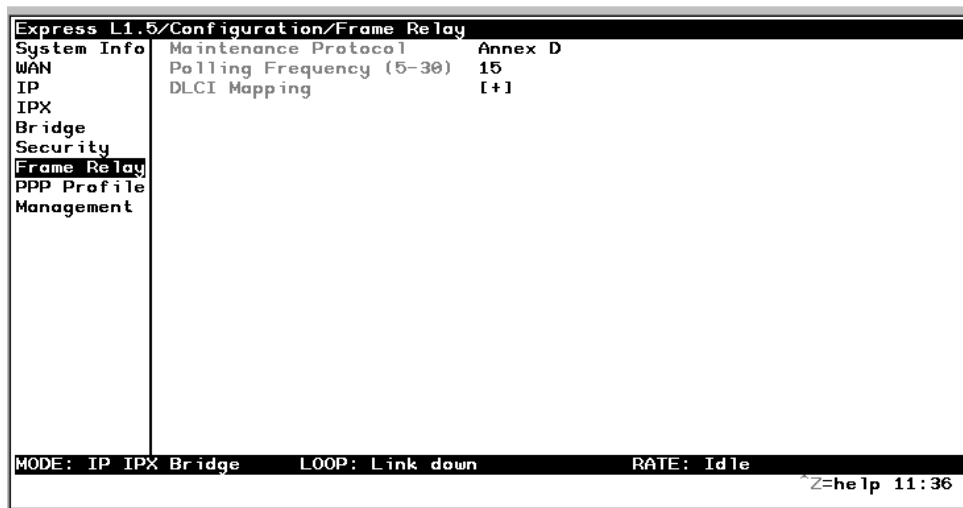 Express L1.5/Configuration/Frame Relay
System Info Maintenance Protocol Annex D
WAN Polling Frequency (5-30) 15
IP DLCI Mapping [+]
IPX
Bridge
Security
Frame Relay
PPP Profile
Management
MODE: IP IPX Bridge LOOP: Link down RATE: Idle
^Z=help 11:36